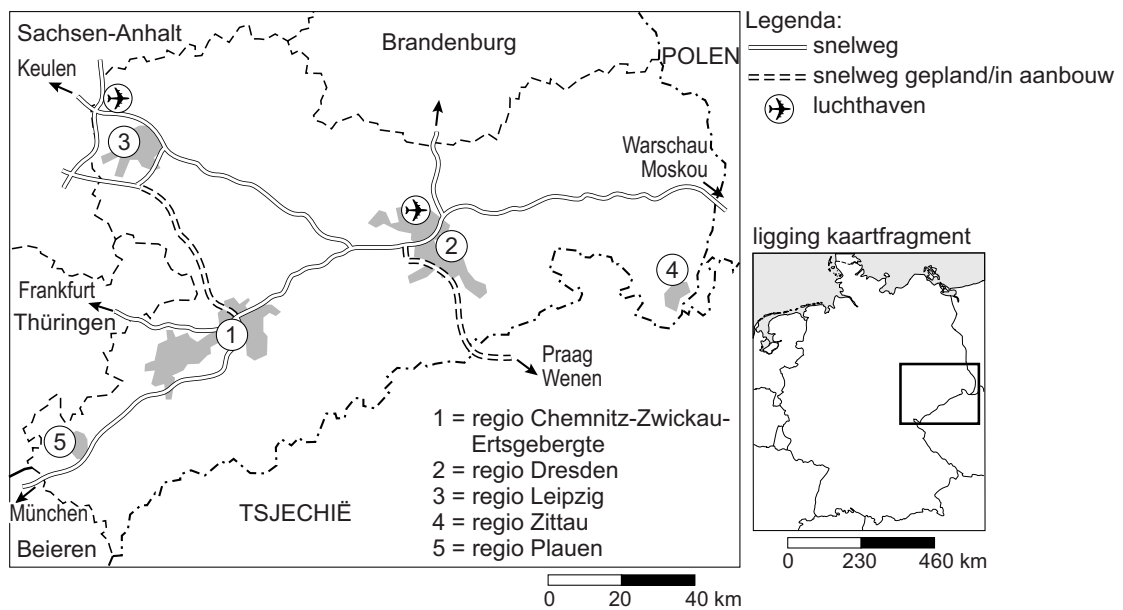 Sachsen-Anhalt
Keulen
Brandenburg
POLEN
3
Warschau
Moskou
2
4
Frankfurt
Thüringen
1
Praag
Wenen
5
München
Beieren
TSJECHIË
1 = regio Chemnitz-Zwickau-
Ertsgebergte
2 = regio Dresden
3 = regio Leipzig
4 = regio Zittau
5 = regio Plauen
0 20 40 km
Legenda:
snelweg
snelweg gepland/in aanbouw
luchthaven
ligging kaartfragment
0 230 460 km